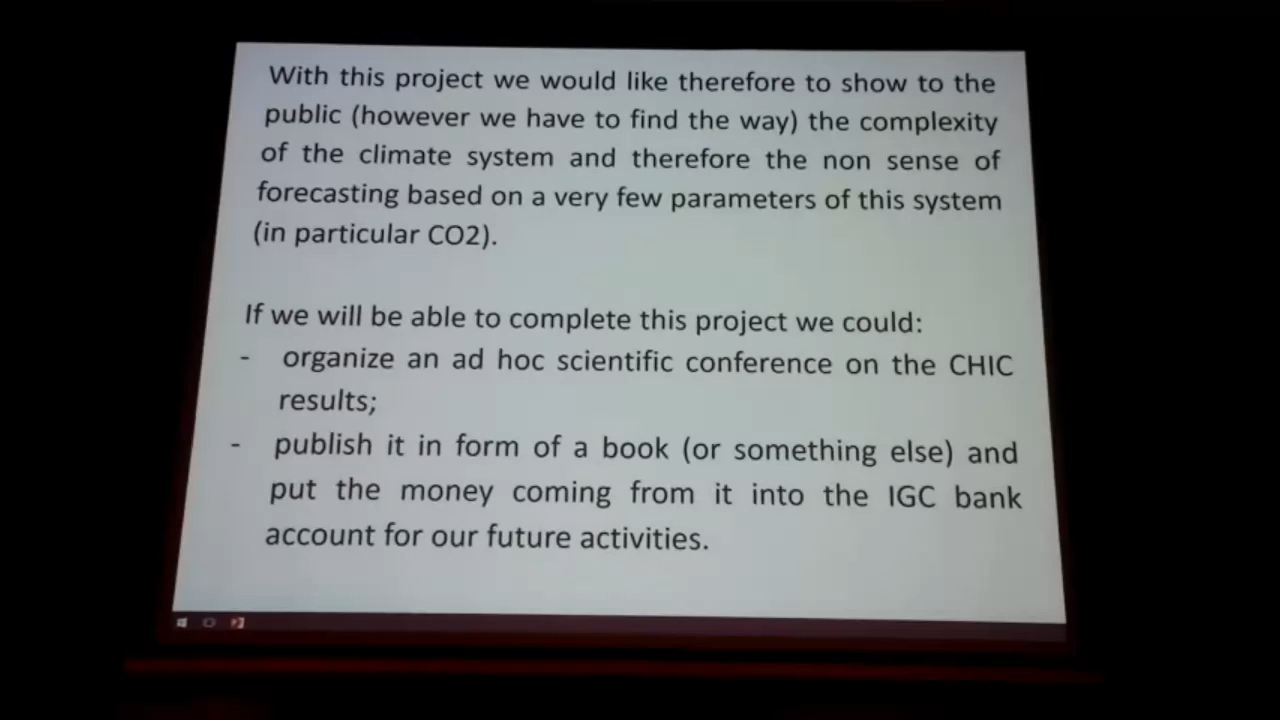 With this project we would like therefore to show to the
public (however we have to find the way) the complexity
of the climate system and therefore the non sense of
forecasting based on a very few parameters of this system
(in particular CO2).
If we will be able to complete this project we could:
- organize an ad hoc scientific conference on the CHIC
results;
- publish it in form of a book (or something else) and
put the money coming from it into the IGC bank
account for our future activities.